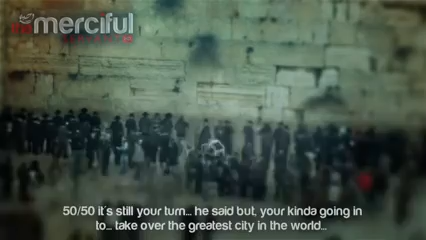 merciful
50/50 it's still your turn... he said but, your kinda going in
to... take over the greatest city in the world...